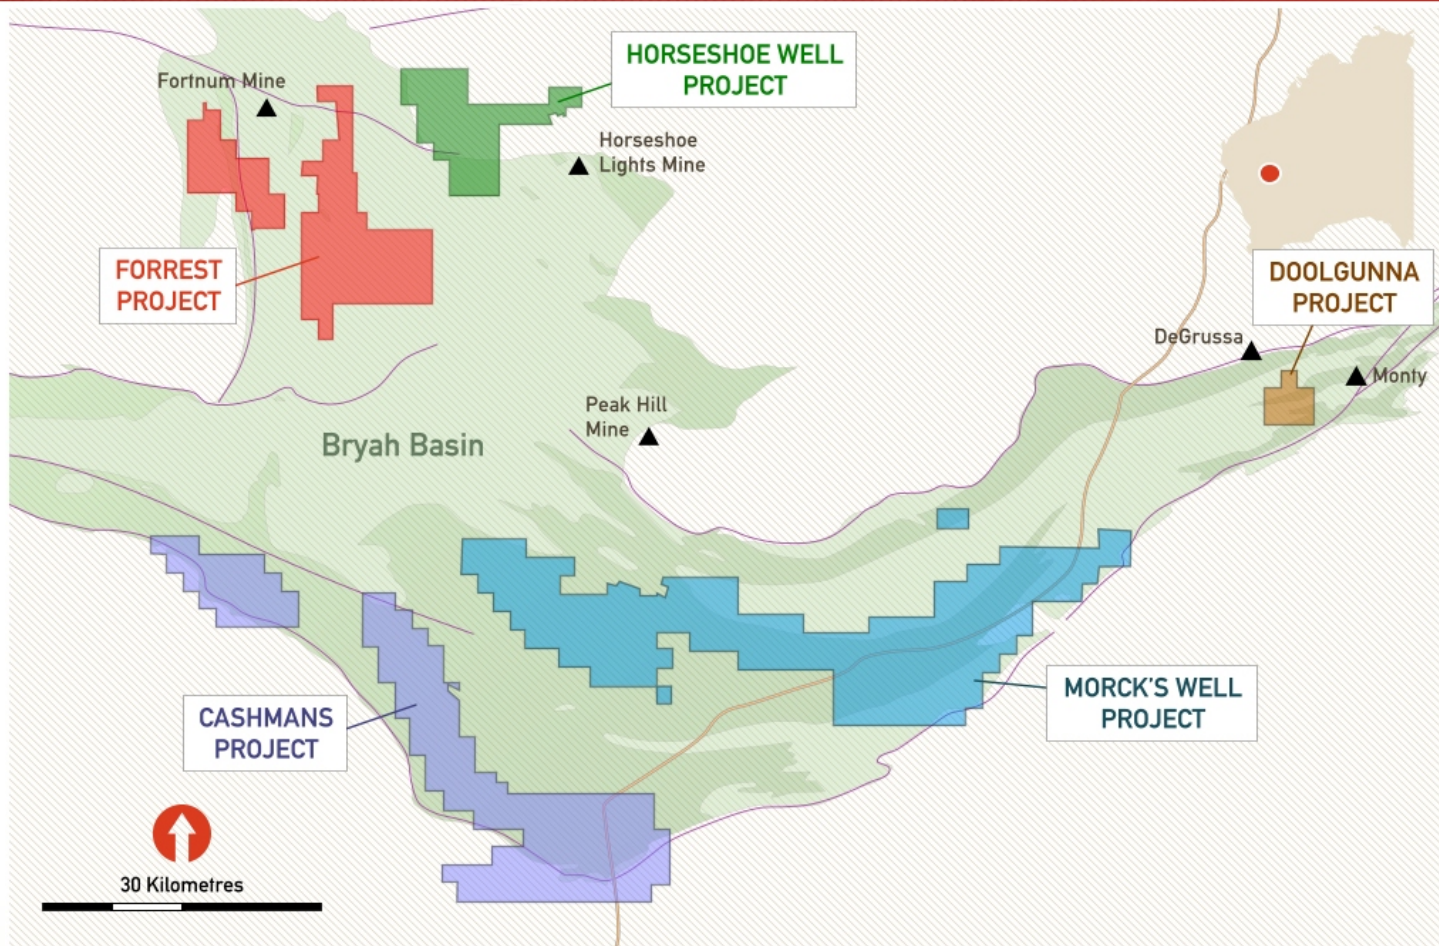 HORSESHOE WELL
PROJECT
Fortnum Mine
Horseshoe
Lights Mine
FORREST
PROJECT
DOOLGUNNA
PROJECT
DeGrussa
Monty
Peak Hill
Mine
Bryah Basin
MORCK'S WELL
PROJECT
CASHMANS
PROJECT
30 Kilometres